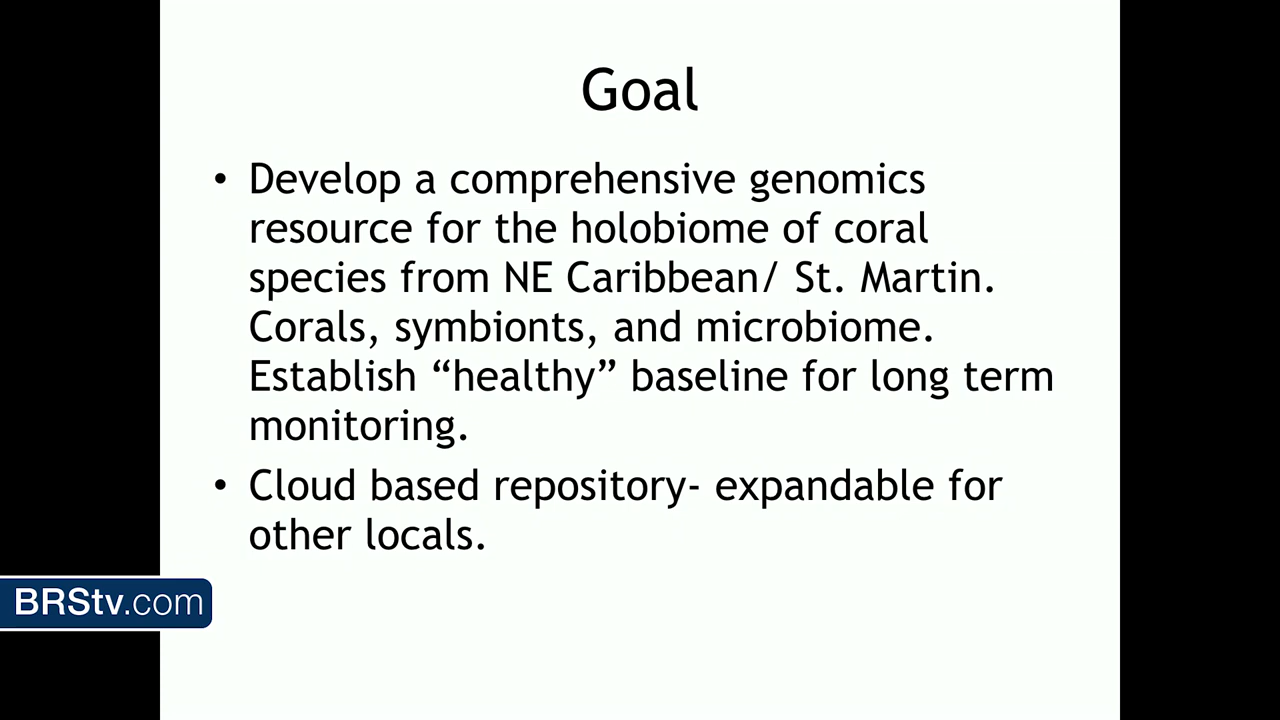 Goal
• Develop a comprehensive genomics
resource for the holobiome of coral
species from NE Caribbean/ St. Martin.
Corals, symbionts, and microbiome.
Establish “healthy” baseline for long term
monitoring.
• Cloud based repository- expandable for
other locals.
BRStv.com